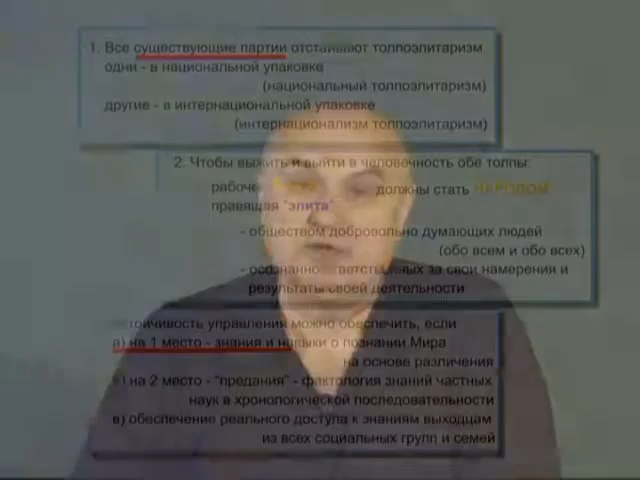 1. Все существующие партии отстаивают толпоэлитаризм
одни - в национальной упаковке
(национальный толпоэлитаризм)
другие - в интернациональной упаковке
(интернационализм толпоэлитаризм)
2. Чтобы выжить и выйти в человечность обе толпы:
рабоче должны стать НАРОДОМ
правящая "элита"
- обществом добровольно думающих людей
(обо всем и обо всех)
- осознанно за свои намерения и
результаты своей деятельности
управления можно обеспечить, если
а) на 1 место - знания и навыки о познании Мира
на основе различения
на 2 место - "предания" - фактология знаний частных
наук в хронологической последовательности
в) обеспечение реального доступа к знаниям выходцам
из всех социальных групп и семей